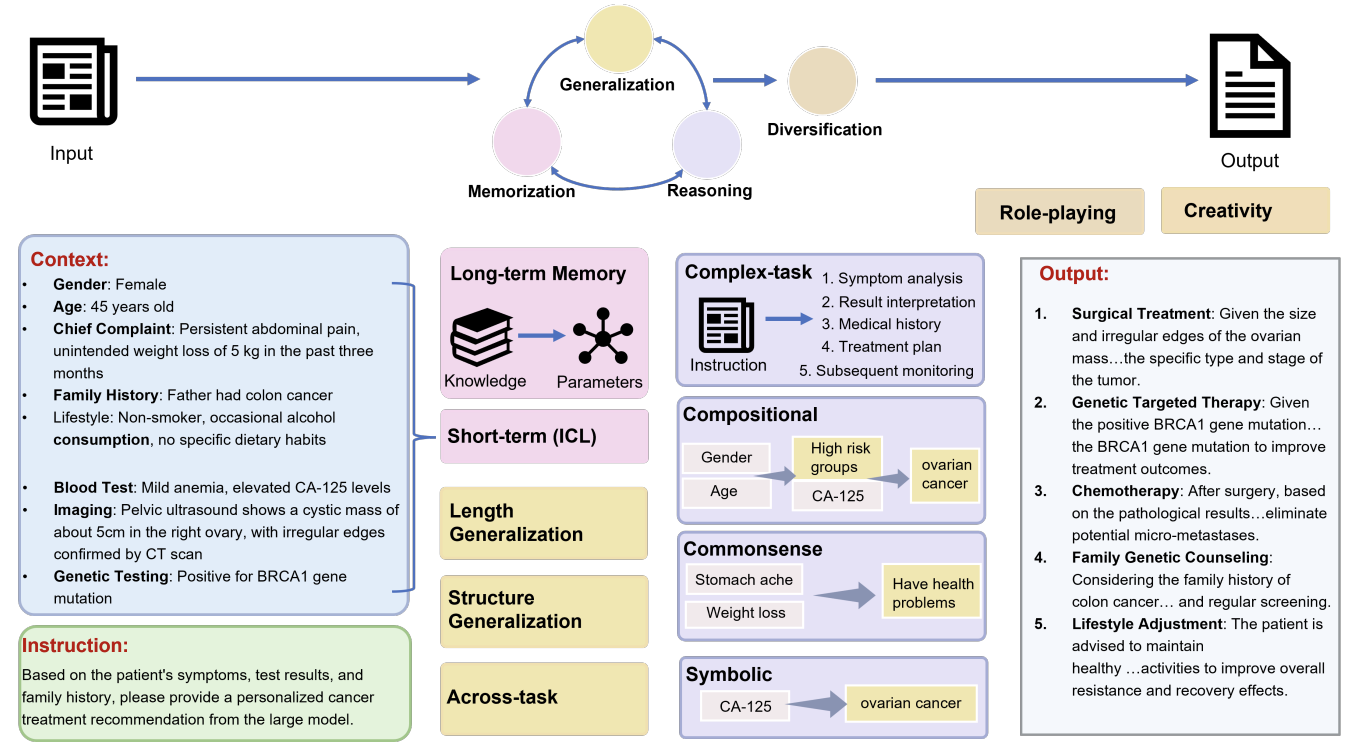 Input
Generalization
Memorization
Reasoning
Diversification
Output
Role-playing
Creativity
Context:
• Gender: Female
• Age: 45 years old
• Chief Complaint: Persistent abdominal pain,
unintended weight loss of 5 kg in the past three
months
• Family History: Father had colon cancer
• Lifestyle: Non-smoker, occasional alcohol
consumption, no specific dietary habits
• Blood Test: Mild anemia, elevated CA-125 levels
• Imaging: Pelvic ultrasound shows a cystic mass of
about 5cm in the right ovary, with irregular edges
confirmed by CT scan
• Genetic Testing: Positive for BRCA1 gene
mutation
Instruction:
Based on the patient's symptoms, test results, and
family history, please provide a personalized cancer
treatment recommendation from the large model.
Long-term Memory
Knowledge
Parameters
Short-term (ICL)
Length
Generalization
Structure
Generalization
Across-task
Complex-task
Instruction
1. Symptom analysis
2. Result interpretation
3. Medical history
4. Treatment plan
5. Subsequent monitoring
Compositional
Gender
Age
High risk
groups
CA-125
ovarian
cancer
Commonsense
Stomach ache
Weight loss
Have health
problems
Symbolic
CA-125
ovarian cancer
Output:
1. Surgical Treatment: Given the size
and irregular edges of the ovarian
mass…the specific type and stage of
the tumor.
2. Genetic Targeted Therapy: Given
the positive BRCA1 gene mutation…
the BRCA1 gene mutation to improve
treatment outcomes.
3. Chemotherapy: After surgery, based
on the pathological results…eliminate
potential micro-metastases.
4. Family Genetic Counseling:
Considering the family history of
colon cancer… and regular screening.
5. Lifestyle Adjustment: The patient is
advised to maintain
healthy …activities to improve overall
resistance and recovery effects.